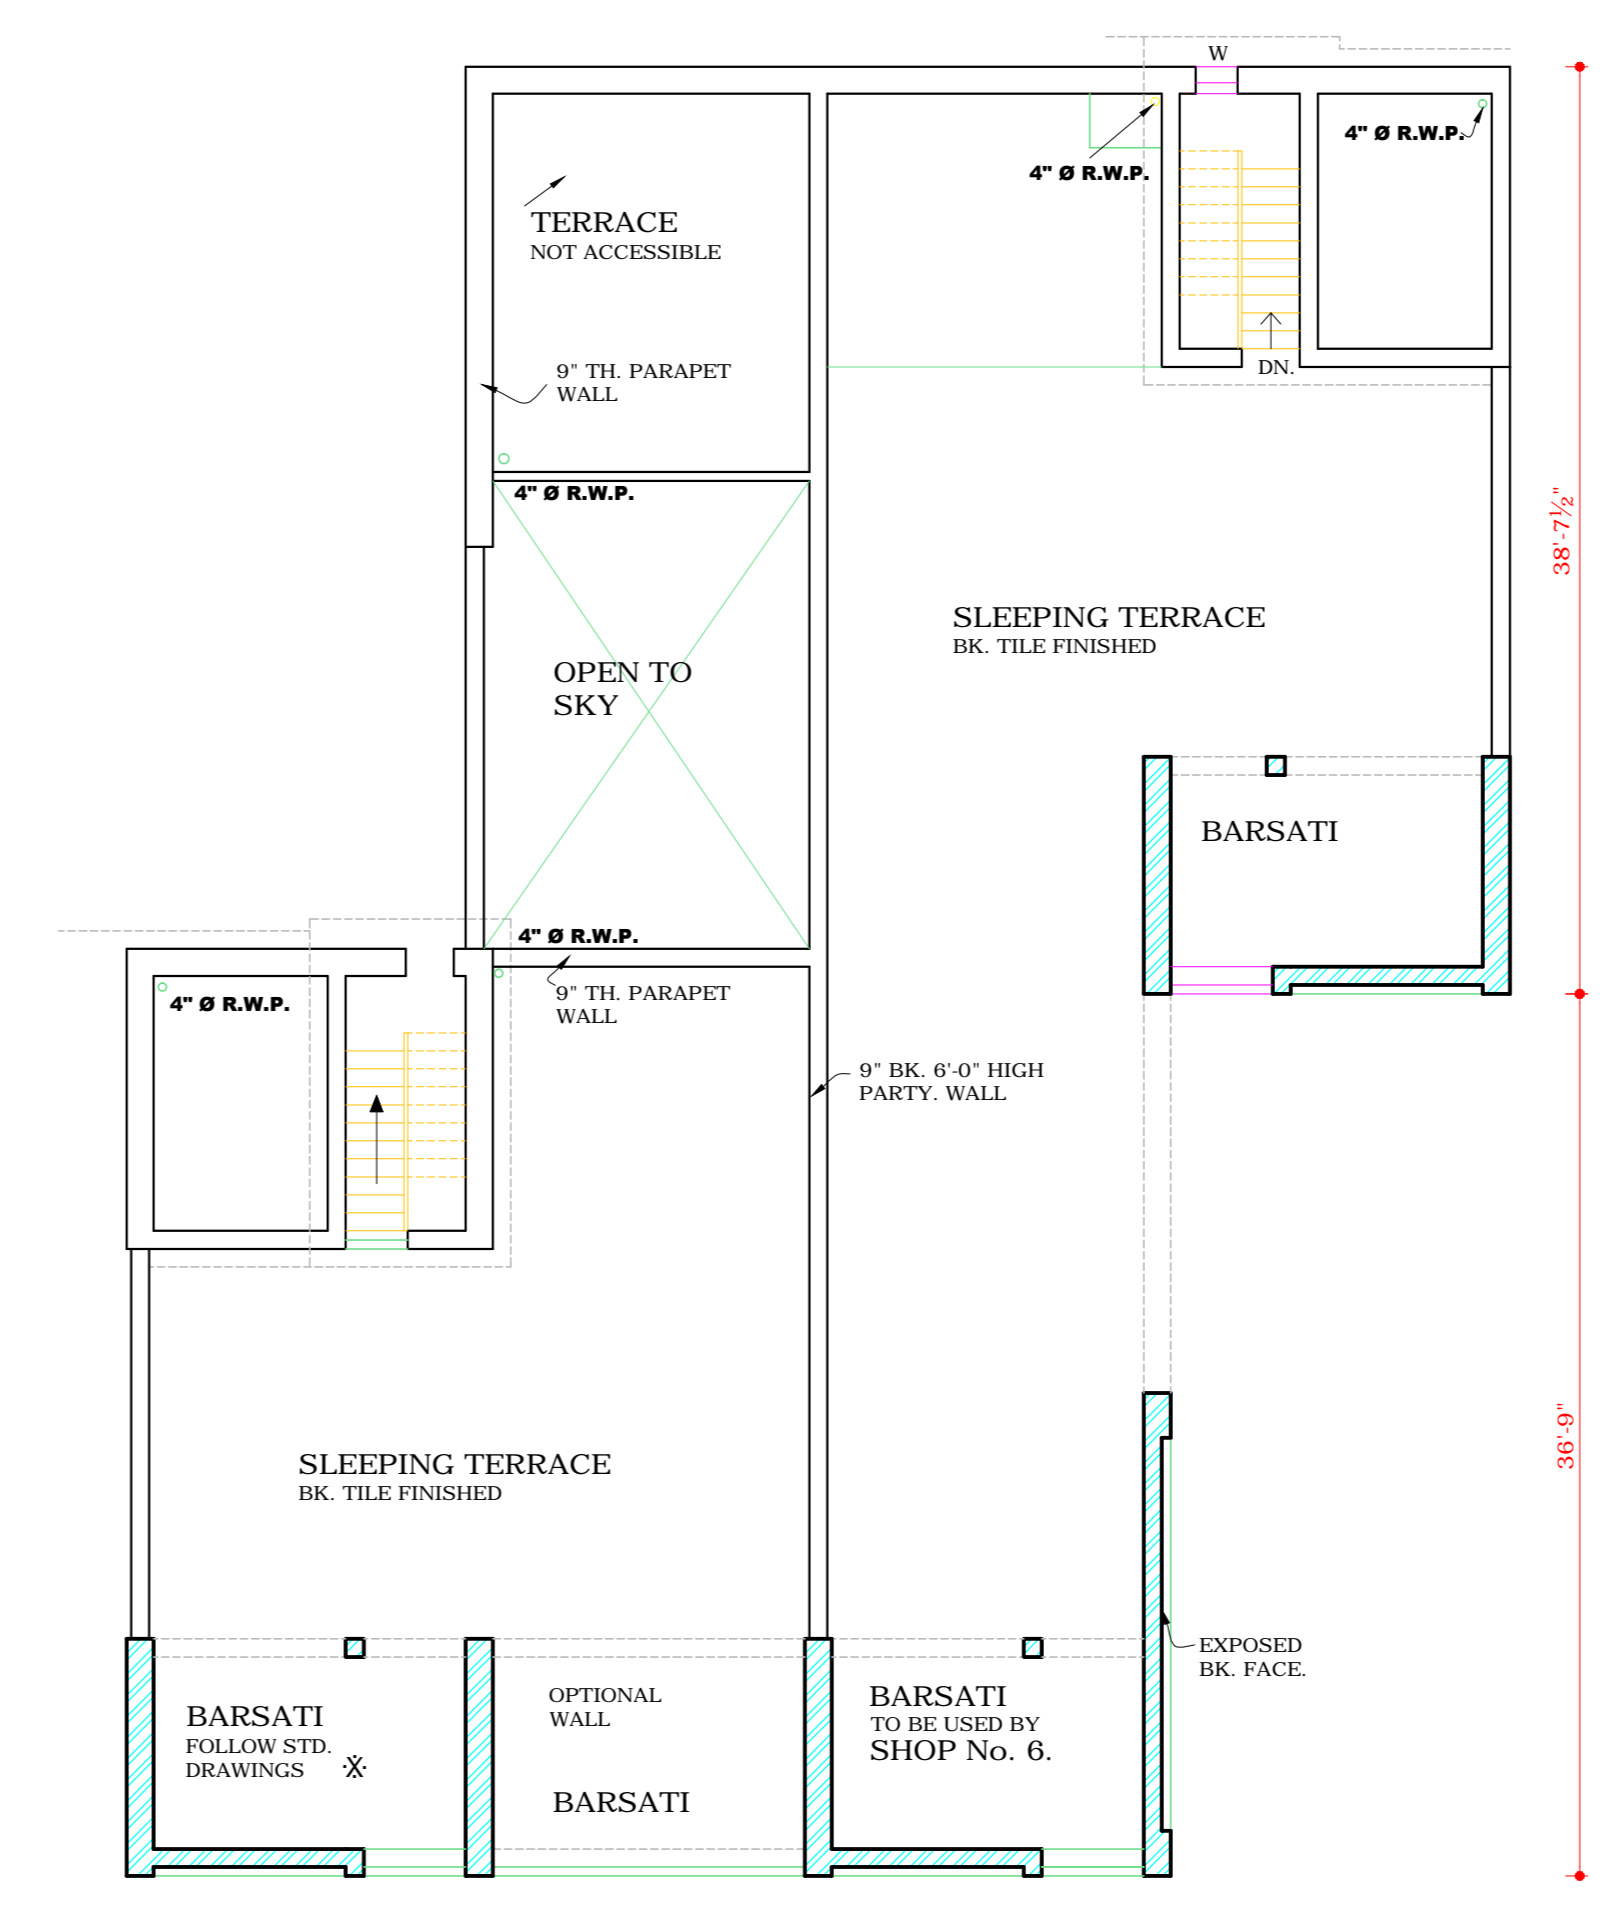 W
4" Ø R.W.P.
4" Ø R.W.P.
TERRACE
NOT ACCESSIBLE
9" TH. PARAPET
WALL
DN.
4" Ø R.W.P.
38'-7½"
SLEEPING TERRACE
BK. TILE FINISHED
OPEN TO
SKY
BARSATI
4" Ø R.W.P.
9" TH. PARAPET
WALL
4" Ø R.W.P.
9" BK. 6'-0" HIGH
PARTY. WALL
36'-9"
SLEEPING TERRACE
BK. TILE FINISHED
EXPOSED
BK. FACE.
BARSATI
FOLLOW STD.
DRAWINGS ※
OPTIONAL
WALL
BARSATI
BARSATI
TO BE USED BY
SHOP No. 6.